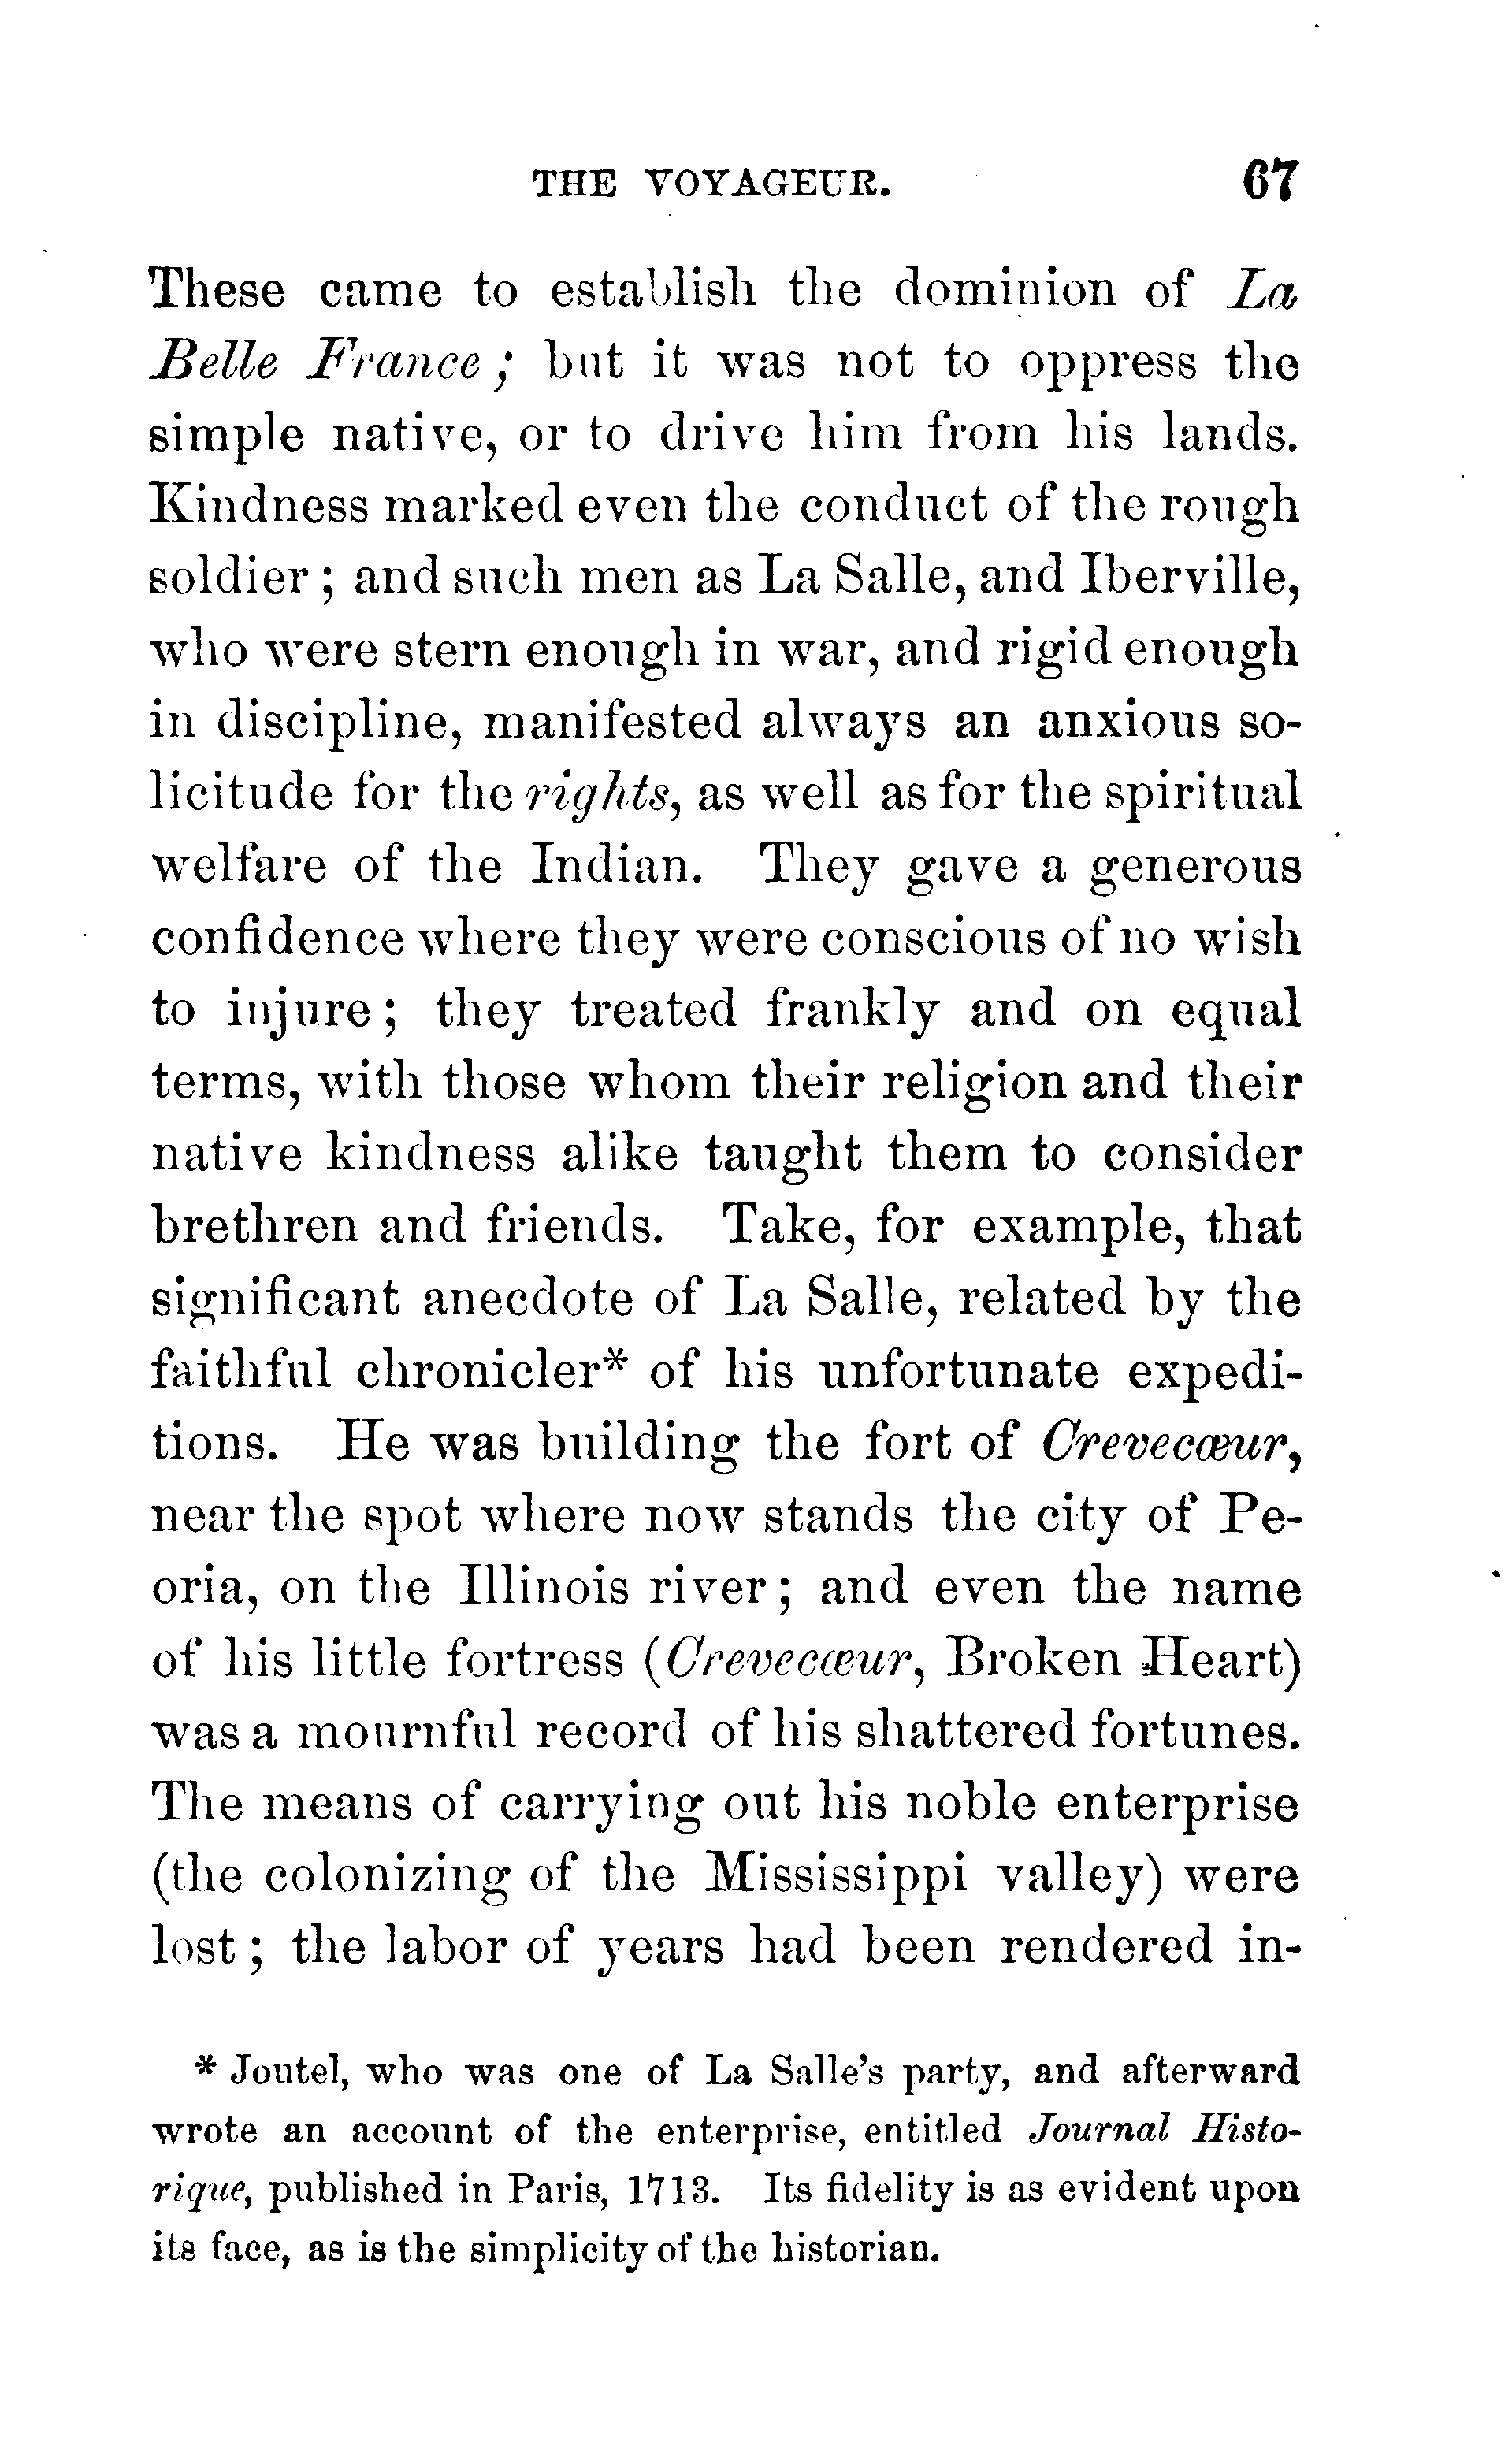 THE VOYAGEUR. 67
These came to establish the dominion of La
Belle France; but it was not to oppress the
simple native, or to drive him from his lands.
Kindness marked even the conduct of the rough
soldier; and such men as La Salle, and Iberville,
who were stern enough in war, and rigid enough
in discipline, manifested always an anxious so-
licitude for the rights, as well as for the spiritual
welfare of the Indian. They gave a generous
confidence where they were conscious of no wish
to injure; they treated frankly and on equal
terms, with those whom their religion and their
native kindness alike taught them to consider
brethren and friends. Take, for example, that
significant anecdote of La Salle, related by the
faithful chronicler* of his unfortunate expedi-
tions. He was building the fort of Crevecœur,
near the spot where now stands the city of Pe-
oria, on the Illinois river; and even the name
of his little fortress (Crevecœur, Broken Heart)
was a mournful record of his shattered fortunes.
The means of carrying out his noble enterprise
(the colonizing of the Mississippi valley) were
lost; the labor of years had been rendered in-
* Joutel, who was one of La Salle's party, and afterward
wrote an account of the enterprise, entitled Journal Histo-
rique, published in Paris, 1713. Its fidelity is as evident upon
its face, as is the simplicity of the historian.